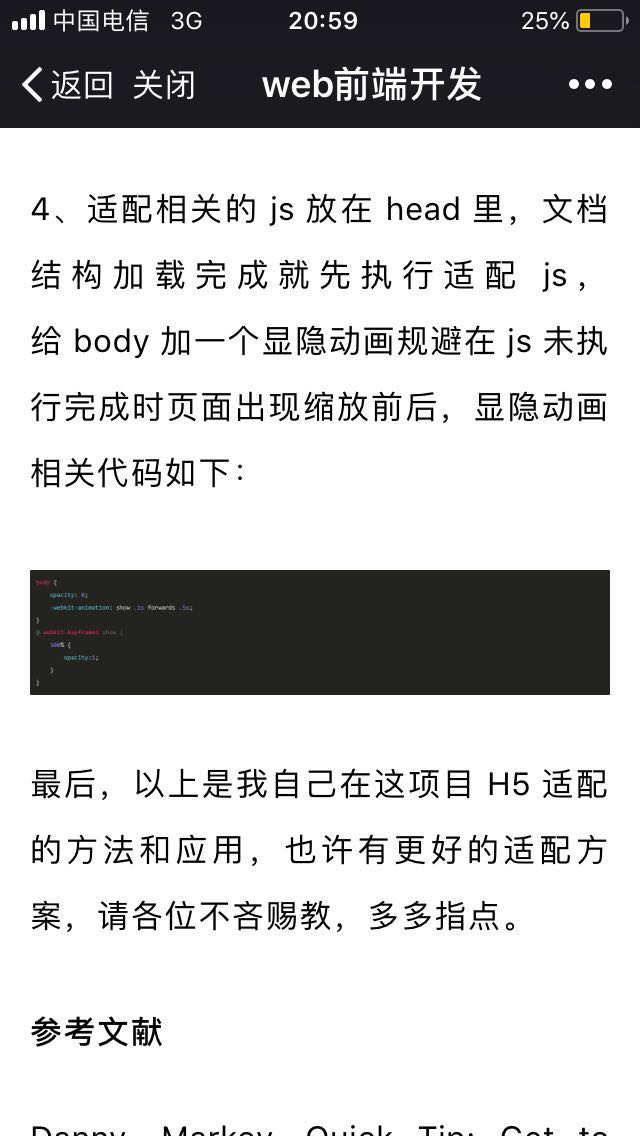 中国电信 3G 20:59 25%
返回 关闭 web前端开发
4、适配相关的 js 放在 head 里，文档
结构加载完成就先执行适配 js，
给 body 加一个显隐动画规避在 js 未执
行完成时页面出现缩放前后，显隐动画
相关代码如下：
body {
opacity: 0;
-webkit-animation: show .1s forwards .5s;
}
@-webkit-keyframes show {
100% {
opacity:1;
}
}
最后，以上是我自己在这项目 H5 适配
的方法和应用，也许有更好的适配方
案，请各位不吝赐教，多多指点。
参考文献
Danny Markov Quick Tip: Get to